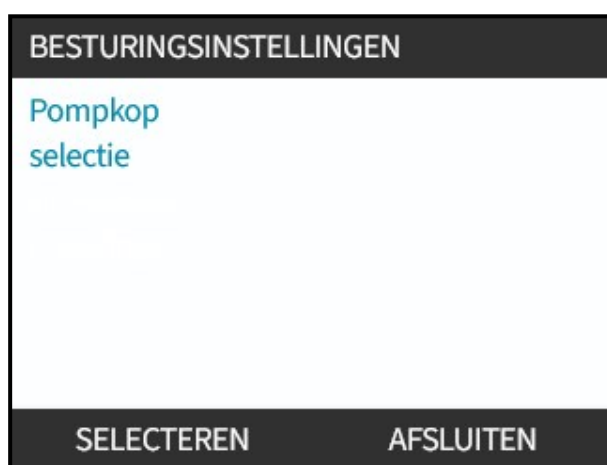 BESTURINGSINSTELLINGEN
Pompkop
selectie
SELECTEREN AFSLUITEN